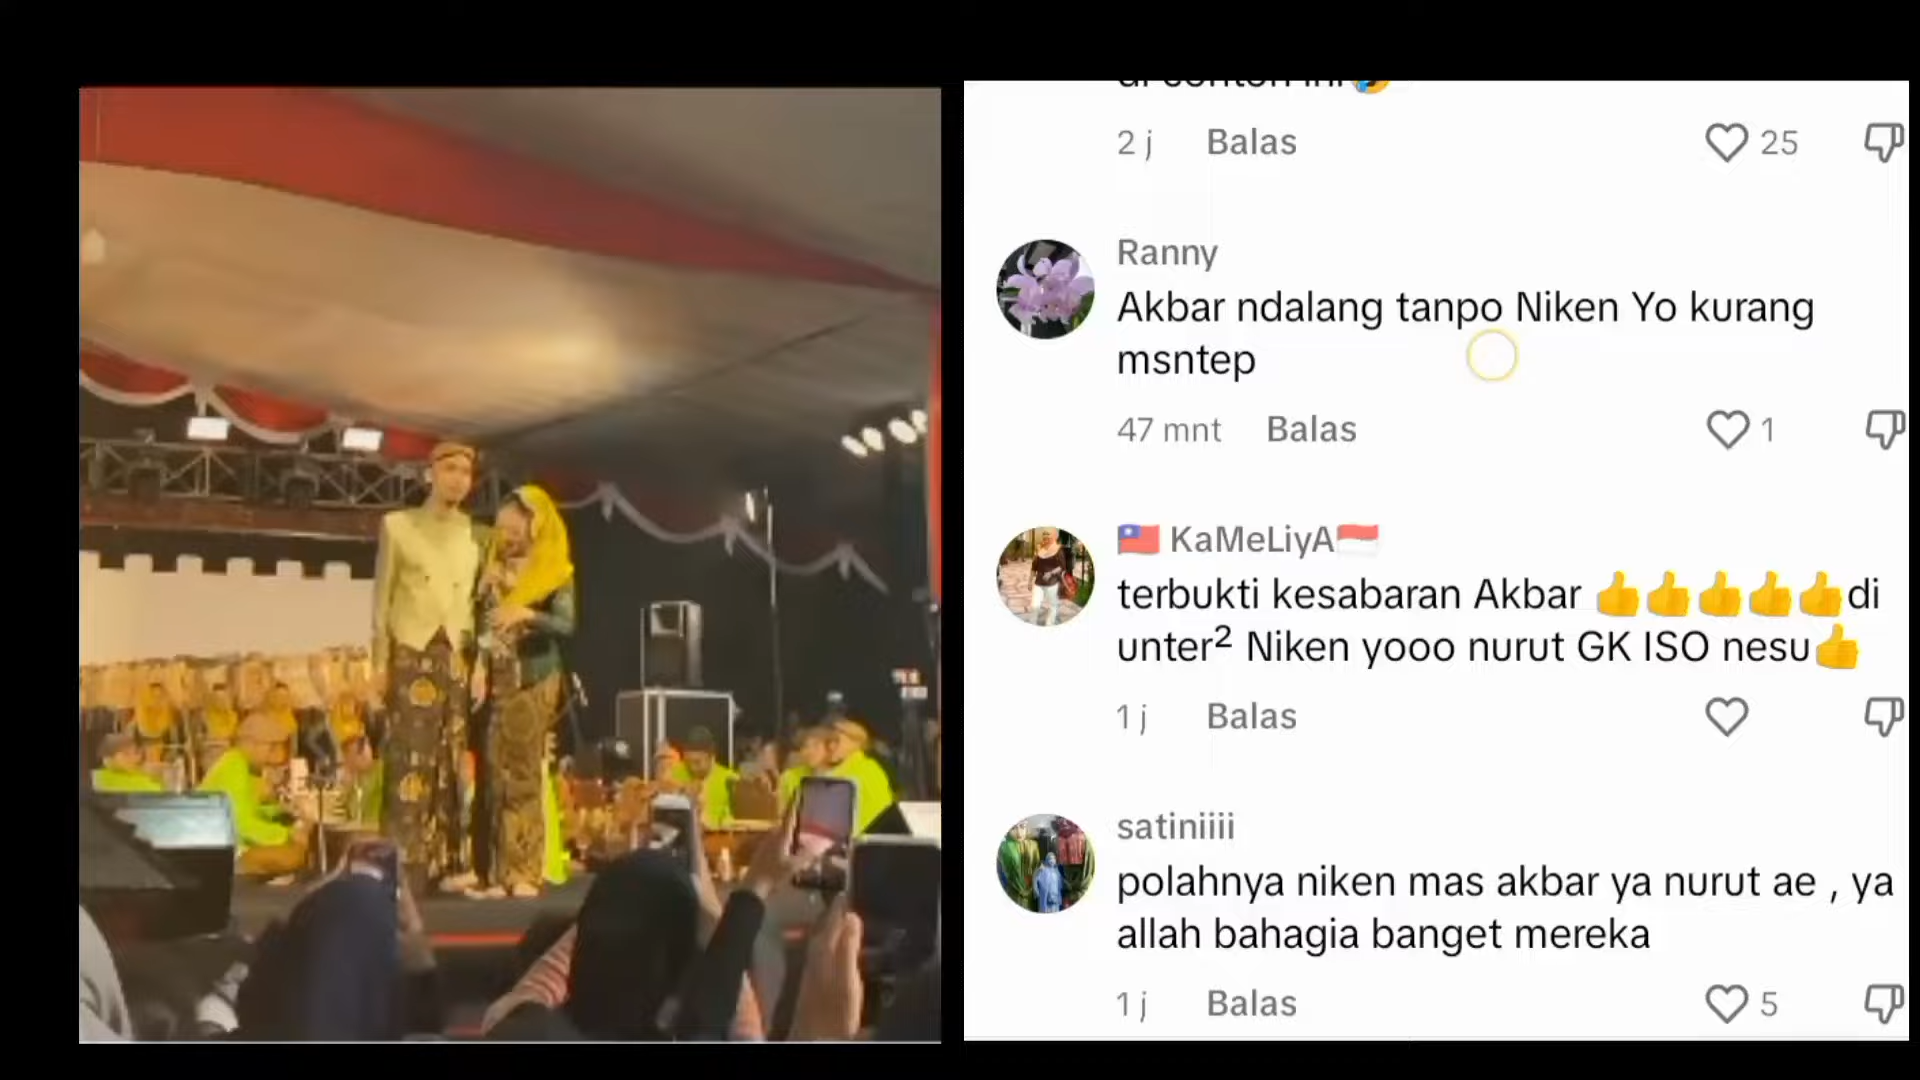 2 j Balas 25
Ranny
Akbar ndalang tanpo Niken Yo kurang
msntep
47 mnt Balas 1
🇹🇼 KaMeLiyA🇮🇩
terbukti kesabaran Akbar 👍👍👍👍👍di
unter² Niken yooo nurut GK ISO nesu👍
1 j Balas
satiniiii
polahnya niken mas akbar ya nurut ae , ya
allah bahagia banget mereka
1 j Balas 5